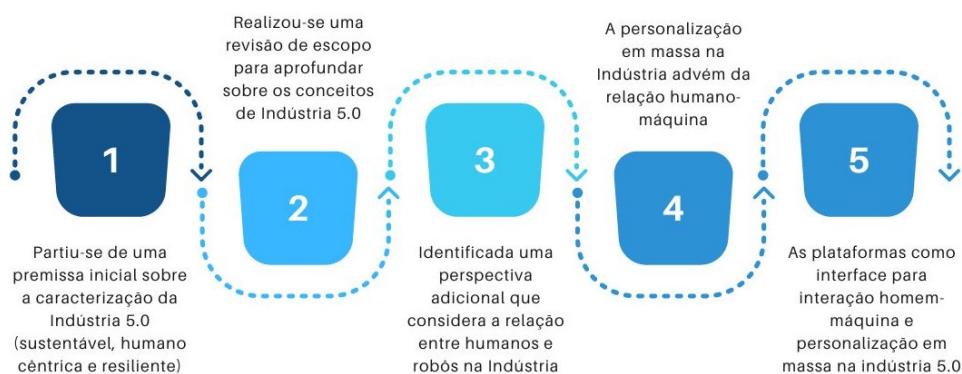 1
Partiu-se de uma
premissa inicial sobre
a caracterização da
Indústria 5.0
(sustentável, humano
cêntrica e resiliente)
Realizou-se uma
revisão de escopo
para aprofundar
sobre os conceitos
de Indústria 5.0
2
3
Identificada uma
perspectiva
adicional que
considera a relação
entre humanos e
robôs na Indústria
A personalização
em massa na
Indústria advém da
relação humano-
máquina
4
5
As plataformas como
interface para
interação homem-
máquina e
personalização em
massa na indústria 5.0